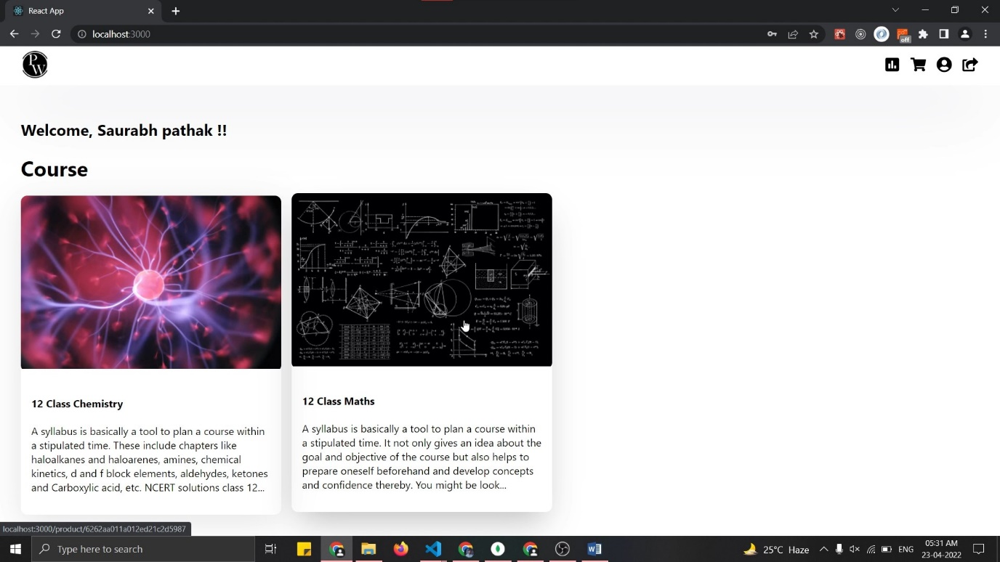 React App
localhost:3000
off
PW
Welcome, Saurabh pathak !!
Course
12 Class Chemistry
A syllabus is basically a tool to plan a course within
a stipulated time. These include chapters like
haloalkanes and haloarenes, amines, chemical
kinetics, d and f block elements, aldehydes, ketones
and Carboxylic acid, etc. NCERT solutions class 12...
12 Class Maths
A syllabus is basically a tool to plan a course within
a stipulated time. It not only gives an idea about the
goal and objective of the course but also helps to
prepare oneself beforehand and develop concepts
and confidence thereby. You might be look...
localhost:3000/product/6262aa011a012ed21c2d5987
Type here to search
25°C Haze
ENG
05:31 AM
23-04-2022